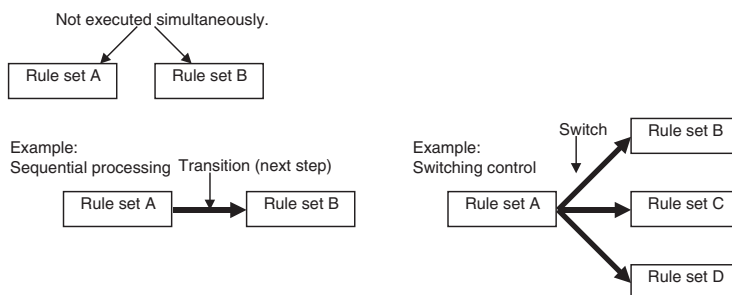 Not executed simultaneously.
Rule set A
Rule set B
Example:
Sequential processing
Transition (next step)
Rule set A
Rule set B
Example:
Switching control
Switch
Rule set A
Rule set B
Rule set C
Rule set D